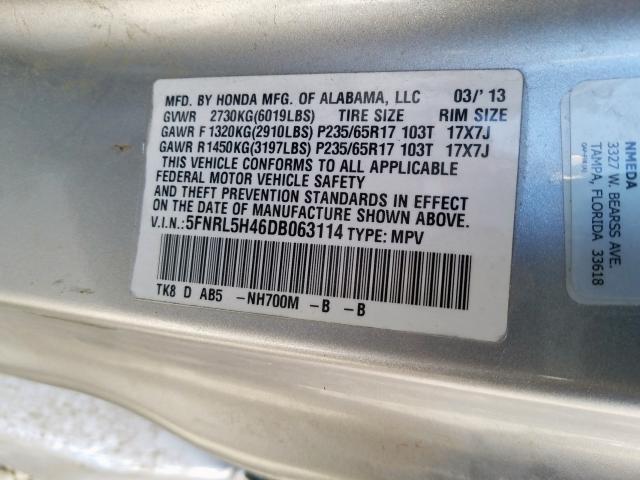 MFD. BY HONDA MFG. OF ALABAMA, LLC 03/'13
GVWR 2730KG(6019LBS) TIRE SIZE RIM SIZE
GAWR F 1320KG(2910LBS) P235/65R17 103T 17X7J
GAWR R1450KG(3197LBS) P235/65R17 103T 17X7J
THIS VEHICLE CONFORMS TO ALL APPLICABLE
FEDERAL MOTOR VEHICLE SAFETY
AND THEFT PREVENTION STANDARDS IN EFFECT
ON THE DATE OF MANUFACTURE SHOWN ABOVE.
V.I.N.:5FNRL5H46DB063114 TYPE: MPV
TK8 D AB5 -NH700M -B -B
NMEDA
3327 W. BEARSS AVE.
TAMPA, FLORIDA 33618